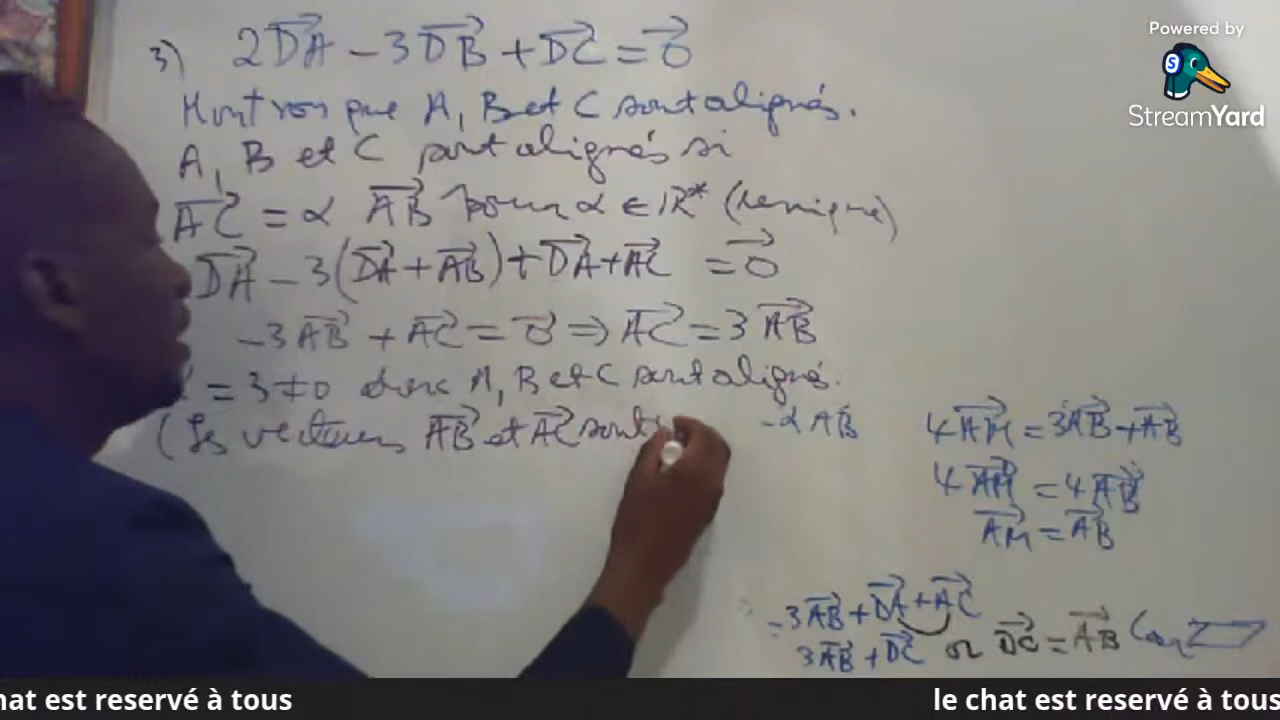 3) 2DA⃗ - 3DB⃗ + DC⃗ = 0⃗
Montrons que A, B et C sont alignés.
A, B et C sont alignés si
AC⃗ = α AB⃗ pour α ∈ ℝ*
DA⃗ - 3(DA⃗ + AB⃗) + DA⃗ + AC⃗ = 0⃗
-3AB⃗ + AC⃗ = 0⃗ ⇒ AC⃗ = 3AB⃗
= 3 ≠ 0 donc A, B et C sont alignés.
(les vecteurs AB⃗ et AC⃗ sont
-α AB
4AM⃗ = 3AB⃗ + AB⃗
4AM⃗ = 4AB⃗
AM⃗ = AB⃗
= 3AB⃗ + DA⃗ + AC⃗
3AB⃗ + DC⃗ or DC⃗ = AB⃗ (car
Powered by
S
StreamYard
hat est reservé à tous
le chat est reservé à tous